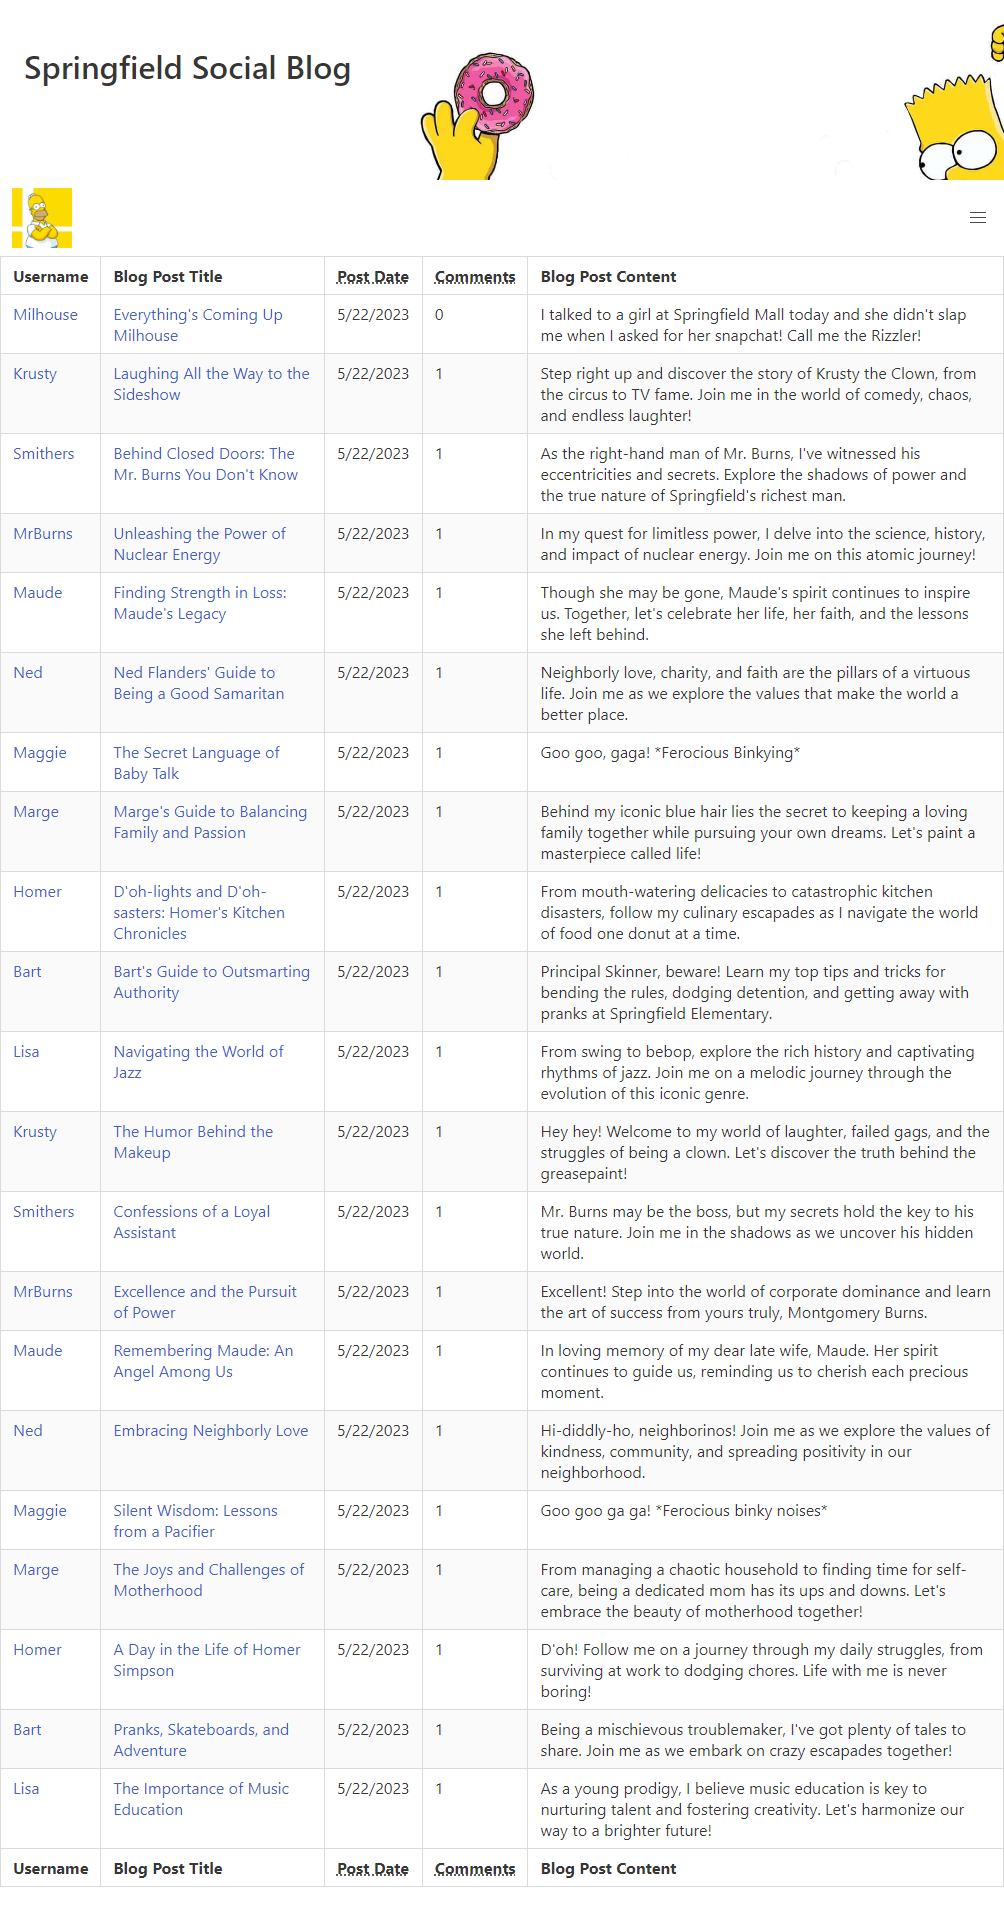 Springfield Social Blog
Username Blog Post Title Post Date Comments Blog Post Content
Milhouse Everything's Coming Up 5/22/2023 0 I talked to a girl at Springfield Mall today and she didn't slap
Milhouse me when I asked for her snapchat! Call me the Rizzler!
Krusty Laughing All the Way to the 5/22/2023 1 Step right up and discover the story of Krusty the Clown, from
Sideshow the circus to TV fame. Join me in the world of comedy, chaos,
and endless laughter!
Smithers Behind Closed Doors: The 5/22/2023 1 As the right-hand man of Mr. Burns, I've witnessed his
Mr. Burns You Don't Know eccentricities and secrets. Explore the shadows of power and
the true nature of Springfield's richest man.
MrBurns Unleashing the Power of 5/22/2023 1 In my quest for limitless power, I delve into the science, history,
Nuclear Energy and impact of nuclear energy. Join me on this atomic journey!
Maude Finding Strength in Loss: 5/22/2023 1 Though she may be gone, Maude's spirit continues to inspire
Maude's Legacy us. Together, let's celebrate her life, her faith, and the lessons
she left behind.
Ned Ned Flanders' Guide to 5/22/2023 1 Neighborly love, charity, and faith are the pillars of a virtuous
Being a Good Samaritan life. Join me as we explore the values that make the world a
better place.
Maggie The Secret Language of 5/22/2023 1 Goo goo, gaga! *Ferocious Binkying*
Baby Talk
Marge Marge's Guide to Balancing 5/22/2023 1 Behind my iconic blue hair lies the secret to keeping a loving
Family and Passion family together while pursuing your own dreams. Let's paint a
masterpiece called life!
Homer D'oh-lights and D'oh- 5/22/2023 1 From mouth-watering delicacies to catastrophic kitchen
sasters: Homer's Kitchen disasters, follow my culinary escapades as I navigate the world
Chronicles of food one donut at a time.
Bart Bart's Guide to Outsmarting 5/22/2023 1 Principal Skinner, beware! Learn my top tips and tricks for
Authority bending the rules, dodging detention, and getting away with
pranks at Springfield Elementary.
Lisa Navigating the World of 5/22/2023 1 From swing to bebop, explore the rich history and captivating
Jazz rhythms of jazz. Join me on a melodic journey through the
evolution of this iconic genre.
Krusty The Humor Behind the 5/22/2023 1 Hey hey! Welcome to my world of laughter, failed gags, and the
Makeup struggles of being a clown. Let's discover the truth behind the
greasepaint!
Smithers Confessions of a Loyal 5/22/2023 1 Mr. Burns may be the boss, but my secrets hold the key to his
Assistant true nature. Join me in the shadows as we uncover his hidden
world.
MrBurns Excellence and the Pursuit 5/22/2023 1 Excellent! Step into the world of corporate dominance and learn
of Power the art of success from yours truly, Montgomery Burns.
Maude Remembering Maude: An 5/22/2023 1 In loving memory of my dear late wife, Maude. Her spirit
Angel Among Us continues to guide us, reminding us to cherish each precious
moment.
Ned Embracing Neighborly Love 5/22/2023 1 Hi-diddly-ho, neighborinos! Join me as we explore the values of
kindness, community, and spreading positivity in our
neighborhood.
Maggie Silent Wisdom: Lessons 5/22/2023 1 Goo goo ga ga! *Ferocious binky noises*
from a Pacifier
Marge The Joys and Challenges of 5/22/2023 1 From managing a chaotic household to finding time for self-
Motherhood care, being a dedicated mom has its ups and downs. Let's
embrace the beauty of motherhood together!
Homer A Day in the Life of Homer 5/22/2023 1 D'oh! Follow me on a journey through my daily struggles, from
Simpson surviving at work to dodging chores. Life with me is never
boring!
Bart Pranks, Skateboards, and 5/22/2023 1 Being a mischievous troublemaker, I've got plenty of tales to
Adventure share. Join me as we embark on crazy escapades together!
Lisa The Importance of Music 5/22/2023 1 As a young prodigy, I believe music education is key to
Education nurturing talent and fostering creativity. Let's harmonize our
way to a brighter future!
Username Blog Post Title Post Date Comments Blog Post Content